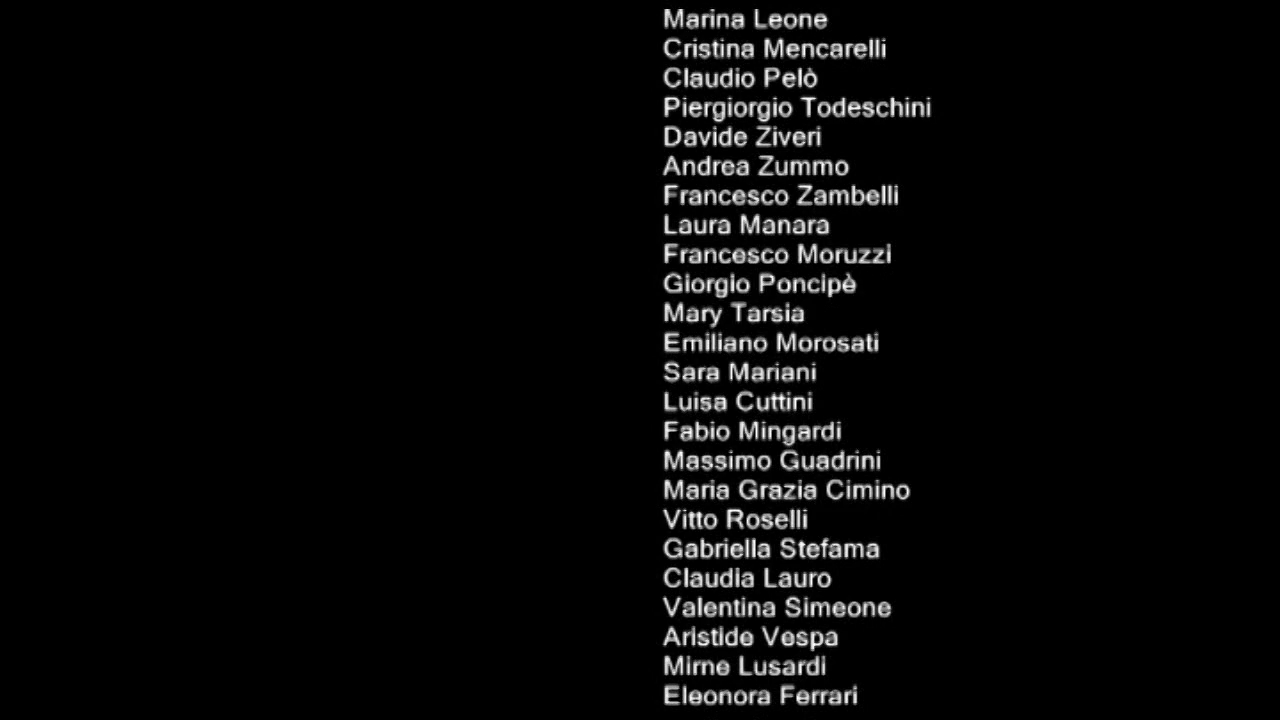 Marina Leone
Cristina Mencarelli
Claudio Pelò
Piergiorgio Todeschini
Davide Ziveri
Andrea Zummo
Francesco Zambelli
Laura Manara
Francesco Moruzzi
Giorgio Poncipè
Mary Tarsia
Emiliano Morosati
Sara Mariani
Luisa Cuttini
Fabio Mingardi
Massimo Guadrini
Maria Grazia Cimino
Vitto Roselli
Gabriella Stefama
Claudia Lauro
Valentina Simeone
Aristide Vespa
Mirne Lusardi
Eleonora Ferrari